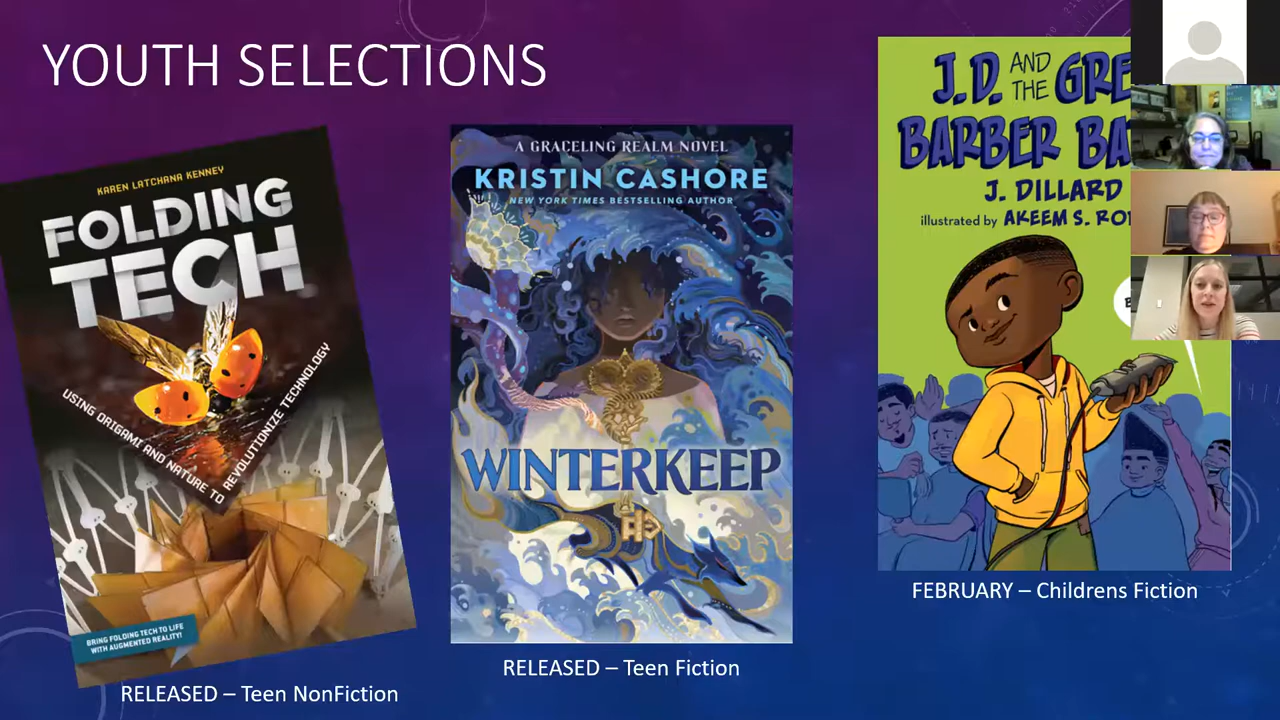 YOUTH SELECTIONS
KAREN LATCHANA KENNEY
FOLDING
TECH
USING ORIGAMI AND NATURE TO
REVOLUTIONIZE TECHNOLOGY
BRING FOLDING TECH TO LIFE
WITH AUGMENTED REALITY!
RELEASED – Teen NonFiction
A GRACELING REALM NOVEL
KRISTIN CASHORE
NEW YORK TIMES BESTSELLING AUTHOR
WINTERKEEP
RELEASED – Teen Fiction
J.D. AND THE GRE
BARBER BA
J. DILLARD
illustrated by AKEEM S. RO
FEBRUARY – Childrens Fiction